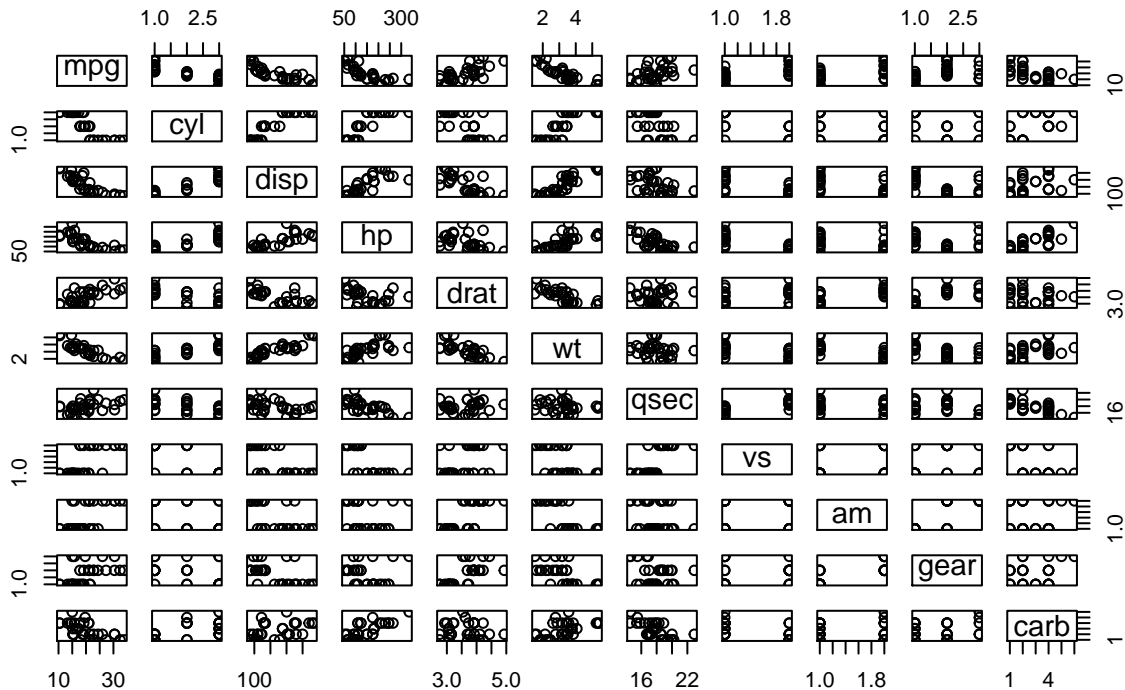 1.0 2.5 50 300 2 4 1.0 1.8 1.0 2.5
mpg 10
1.0 cyl
disp 100
50 hp
drat 3.0
2 wt
qsec 16
1.0 vs
am 1.0
1.0 gear
carb 1
10 30 100 3.0 5.0 16 22 1.0 1.8 1 4